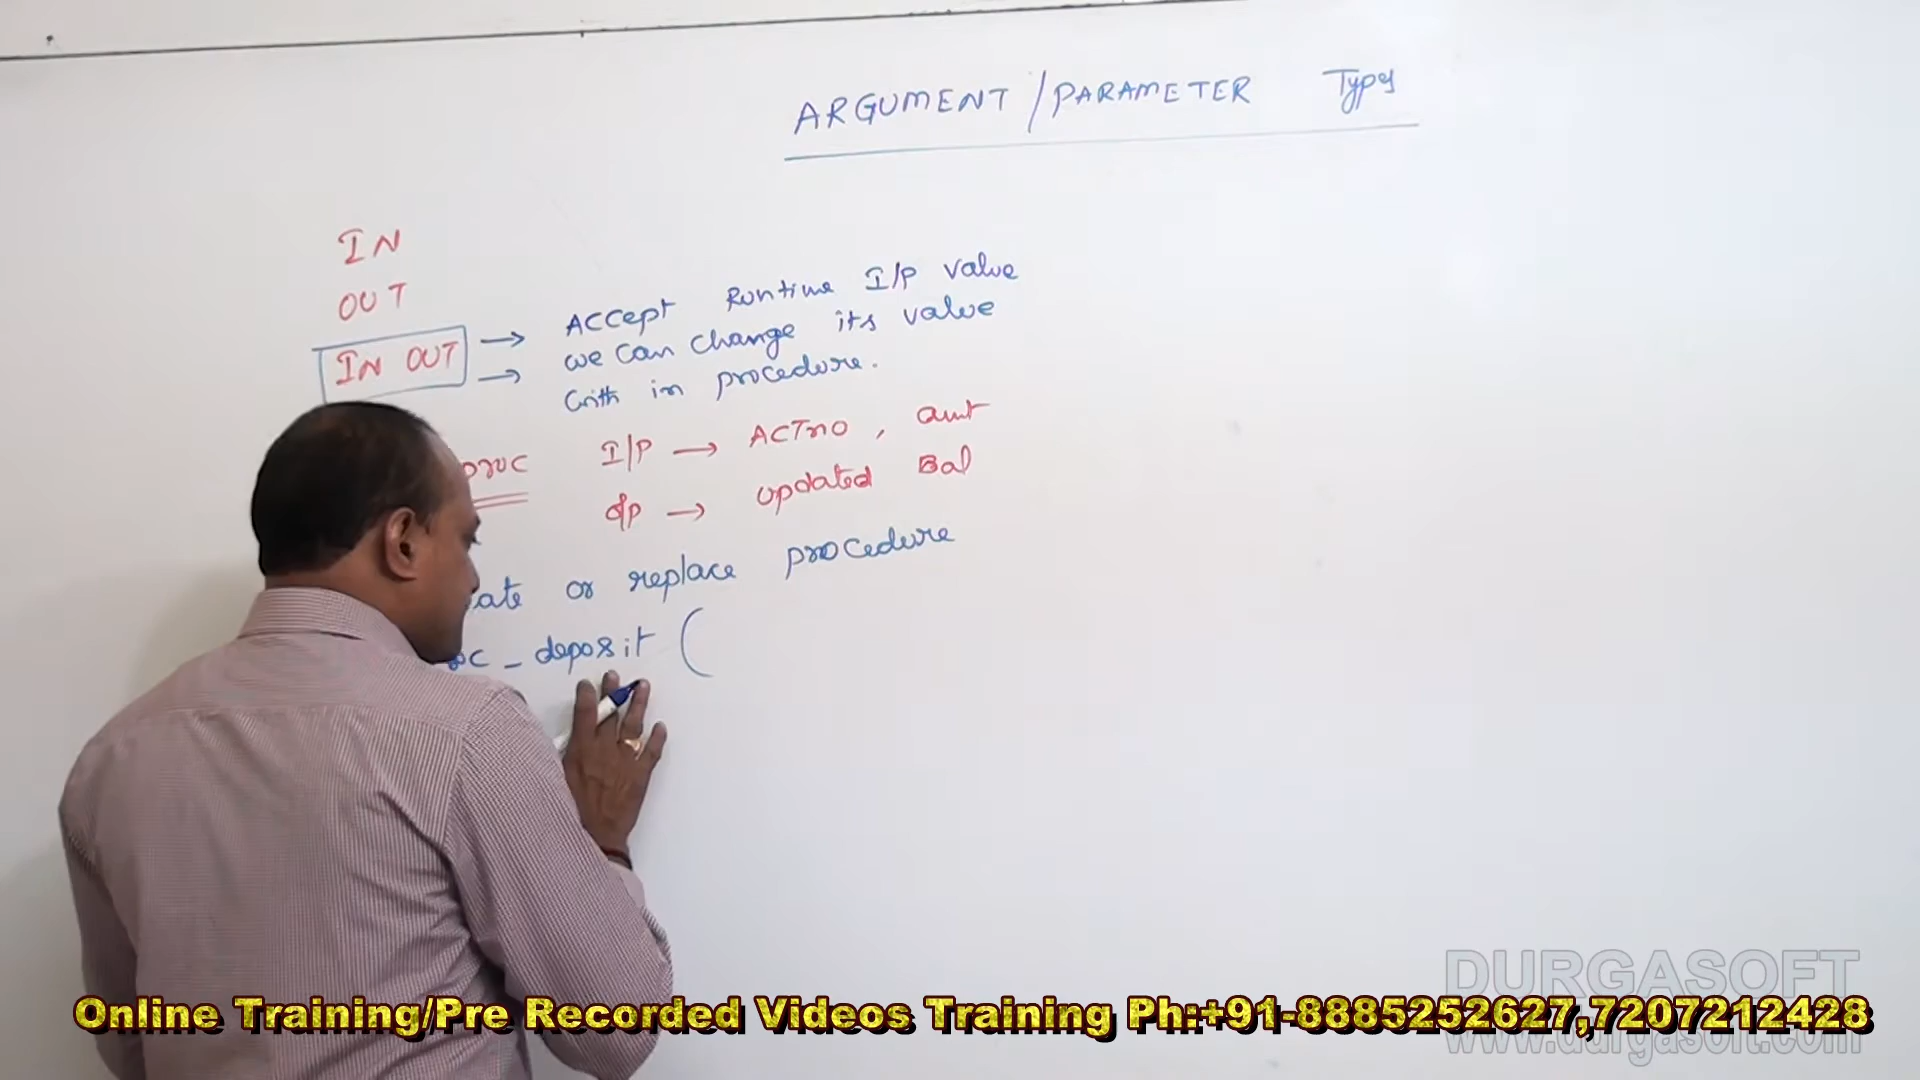 ARGUMENT/PARAMETER Types
IN
OUT
IN OUT → Accept Runtime I/P value
→ we can change its value
with in procedure.
proc I/P → ACTno, amt
o/p → updated Bal
ate or replace procedure
oc_deposit (
DURGASOFT
www.durgasoft.com
Online Training/Pre Recorded Videos Training Ph:+91-8885252627,7207212428